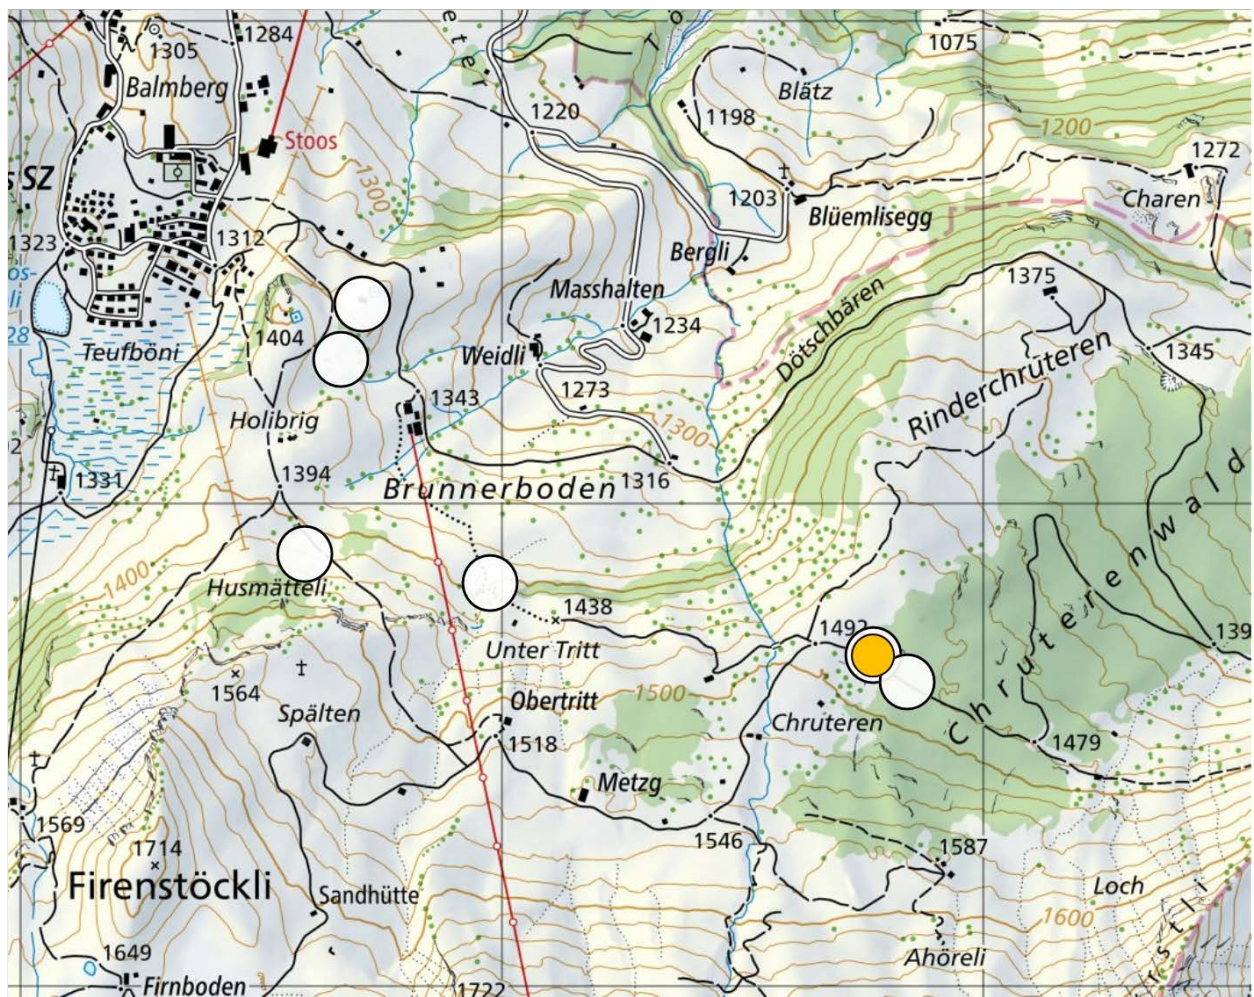 1305
1284
Balmberg
Stoos
SZ
1323
1312
28
Teufböni
1404
Holibrig
1331
1394
1343
1300
1220
1198
Blätz
1075
1200
1272
Charen
1203
Blüemlisegg
Bergli
Masshalten
1234
Weidli
1273
1300
1316
Dötschbären
1375
1345
Rinderchrüteren
Brunnerboden
1400
Husmätteli
1438
Unter Tritt
1564
Spälten
Obertritt
1518
1500
Metzg
1546
Chruteren
Chruterenwald
1479
1569
1714
Firenstöckli
Sandhütte
1649
Firnboden
1722
1587
Loch
1600
Ahöreli